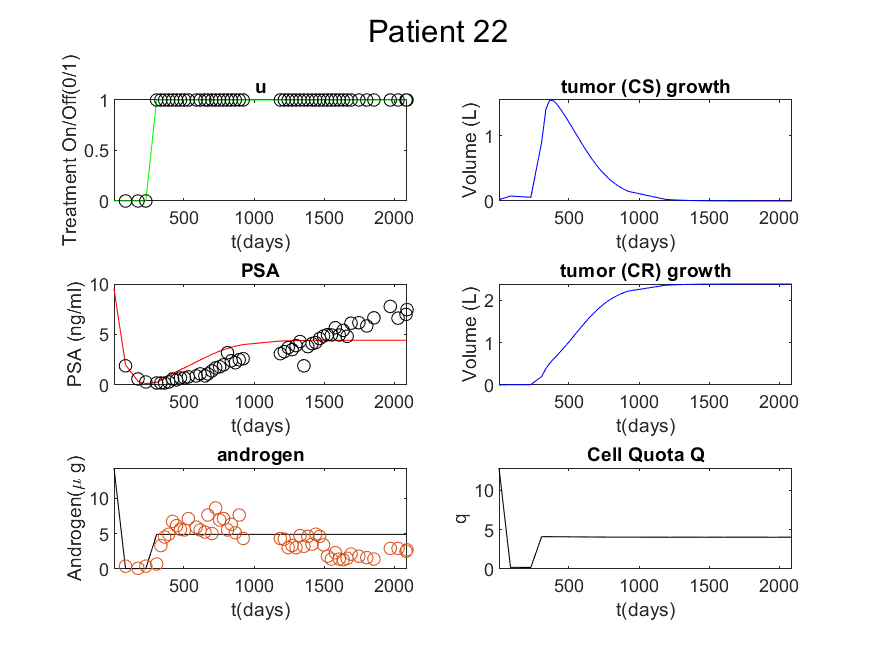 Patient 22
u
Treatment On/Off(0/1)
1
0.5
0
500 1000 1500 2000
t(days)
tumor (CS) growth
Volume (L)
1
0
500 1000 1500 2000
t(days)
PSA
PSA (ng/ml)
10
5
0
500 1000 1500 2000
t(days)
tumor (CR) growth
Volume (L)
2
1
0
500 1000 1500 2000
t(days)
androgen
Androgen(μ g)
10
5
0
500 1000 1500 2000
t(days)
Cell Quota Q
q
10
5
0
500 1000 1500 2000
t(days)